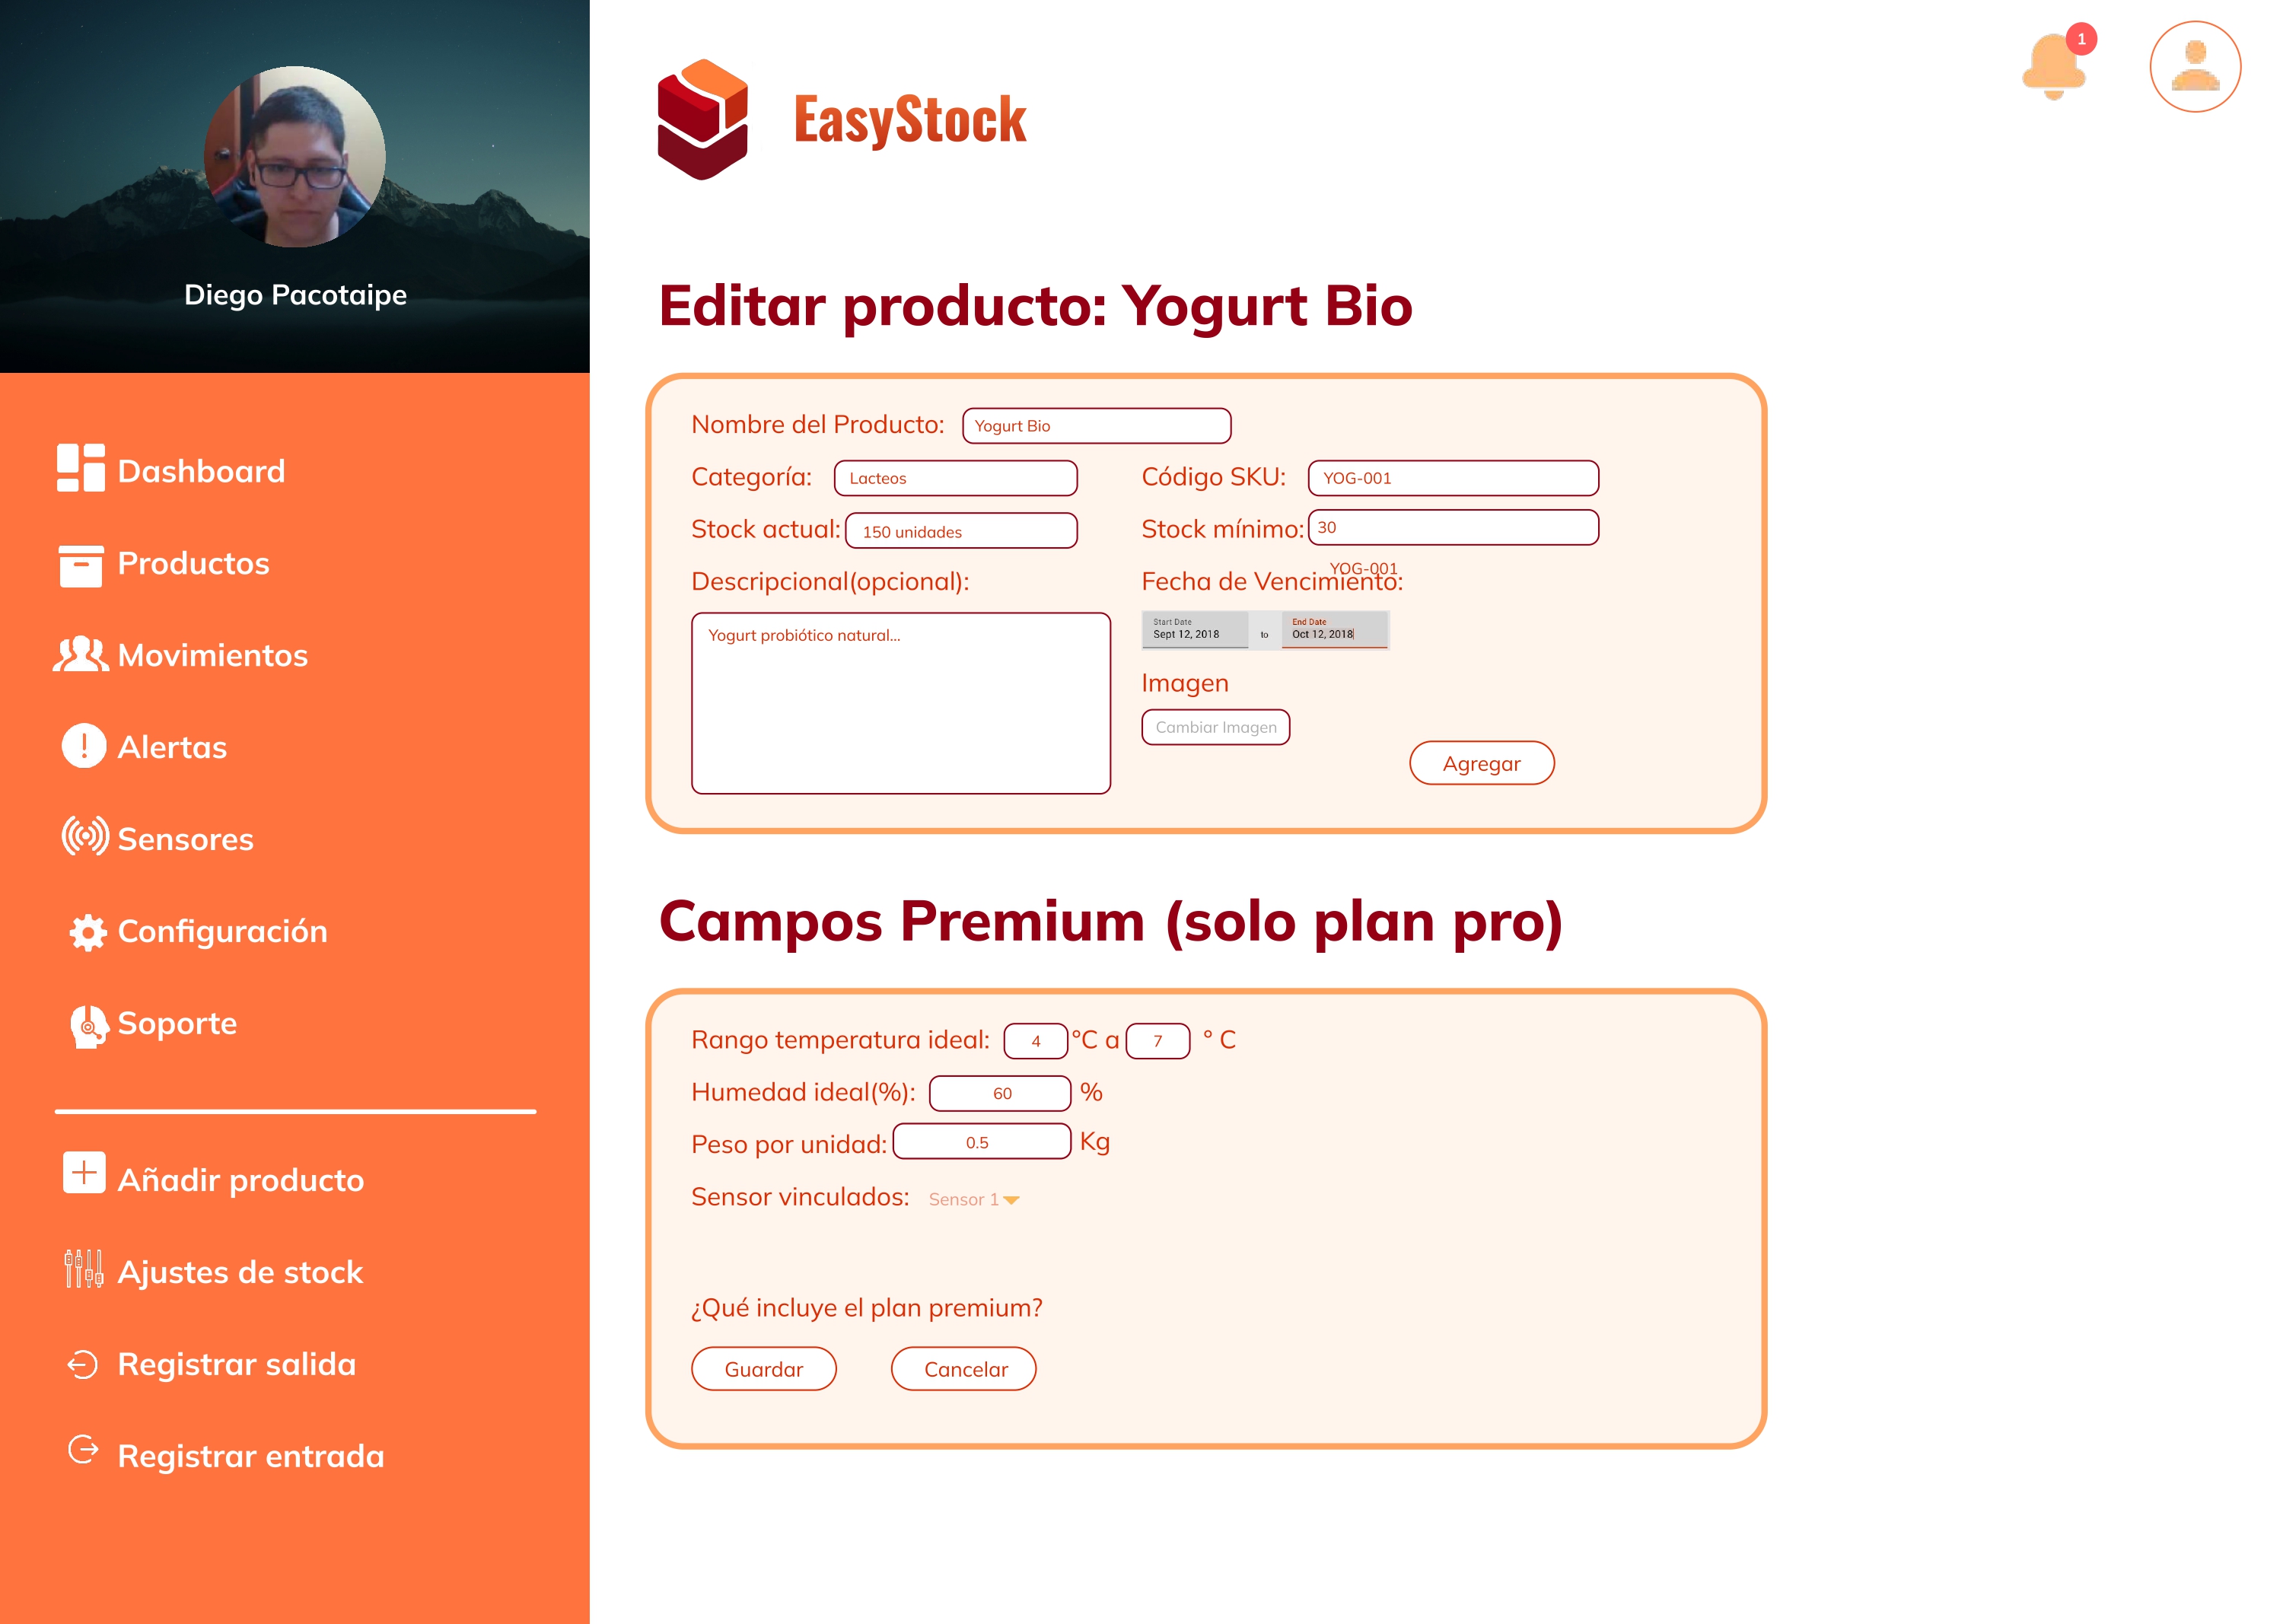 Diego Pacotaipe
Dashboard
Productos
Movimientos
Alertas
Sensores
Configuración
Soporte
Añadir producto
Ajustes de stock
Registrar salida
Registrar entrada
1
EasyStock
Editar producto: Yogurt Bio
Nombre del Producto: Yogurt Bio
Categoría: Lacteos Código SKU: YOG-001
Stock actual: 150 unidades Stock mínimo: 30
YOG-001
Descripcional(opcional): Fecha de Vencimiento:
Yogurt probiótico natural...
Start Date End Date
Sept 12, 2018 to Oct 12, 2018
Imagen
Cambiar Imagen
Agregar
Campos Premium (solo plan pro)
Rango temperatura ideal: 4 °C a 7 ° C
Humedad ideal(%): 60 %
Peso por unidad: 0.5 Kg
Sensor vinculados: Sensor 1
¿Qué incluye el plan premium?
Guardar Cancelar